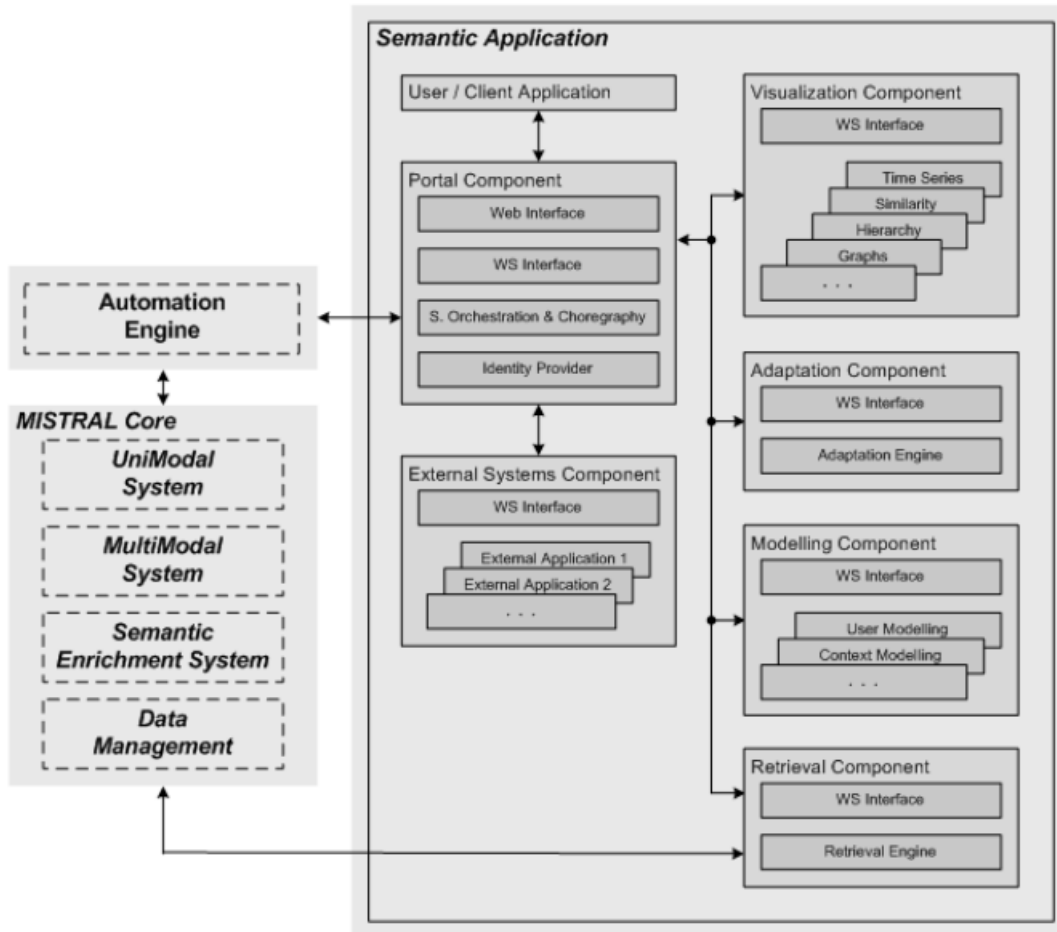 Semantic Application
User / Client Application
Portal Component
Web Interface
WS Interface
S. Orchestration & Choregraphy
Identity Provider
External Systems Component
WS Interface
External Application 1
External Application 2
. . .
Visualization Component
WS Interface
Time Series
Similarity
Hierarchy
Graphs
. . .
Adaptation Component
WS Interface
Adaptation Engine
Modelling Component
WS Interface
User Modelling
Context Modelling
. . .
Retrieval Component
WS Interface
Retrieval Engine
Automation
Engine
MISTRAL Core
UniModal
System
MultiModal
System
Semantic
Enrichment System
Data
Management